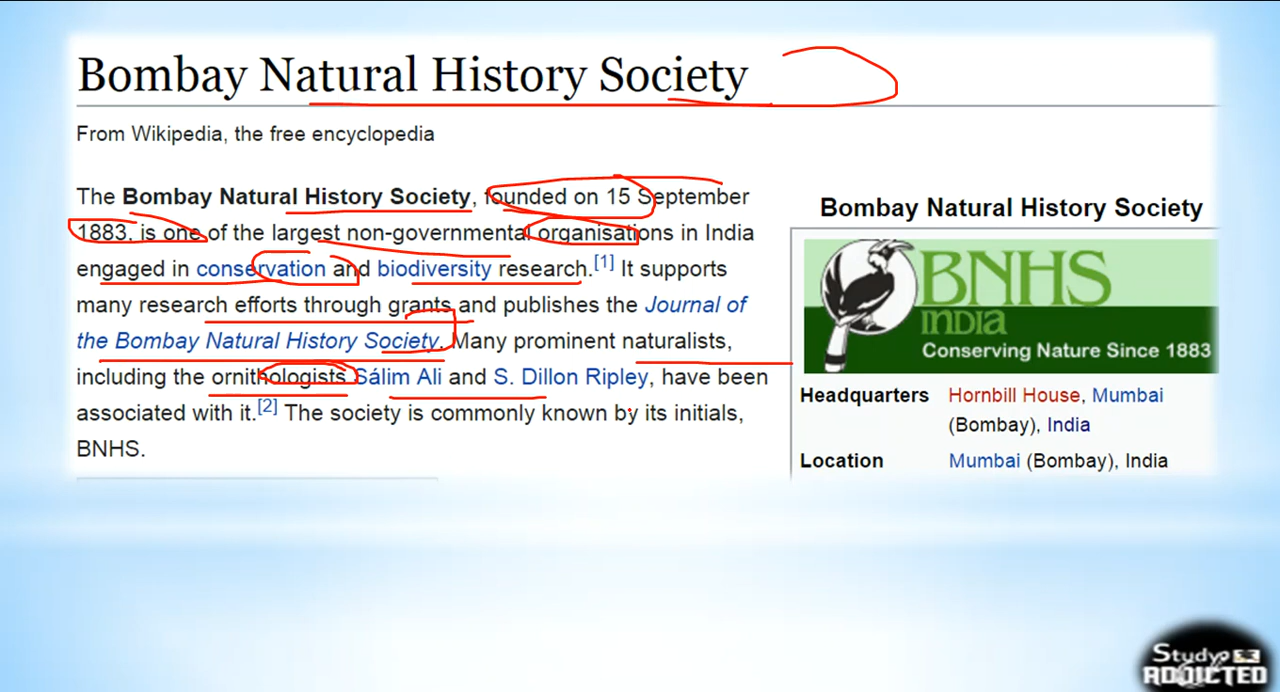 Bombay Natural History Society
From Wikipedia, the free encyclopedia
The Bombay Natural History Society, founded on 15 September
1883, is one of the largest non-governmental organisations in India
engaged in conservation and biodiversity research.[1] It supports
many research efforts through grants and publishes the Journal of
the Bombay Natural History Society. Many prominent naturalists,
including the ornithologists Sálim Ali and S. Dillon Ripley, have been
associated with it.[2] The society is commonly known by its initials,
BNHS.
Bombay Natural History Society
BNHS
INDIA
Conserving Nature Since 1883
Headquarters Hornbill House, Mumbai
(Bombay), India
Location Mumbai (Bombay), India
Study
ADDICTED